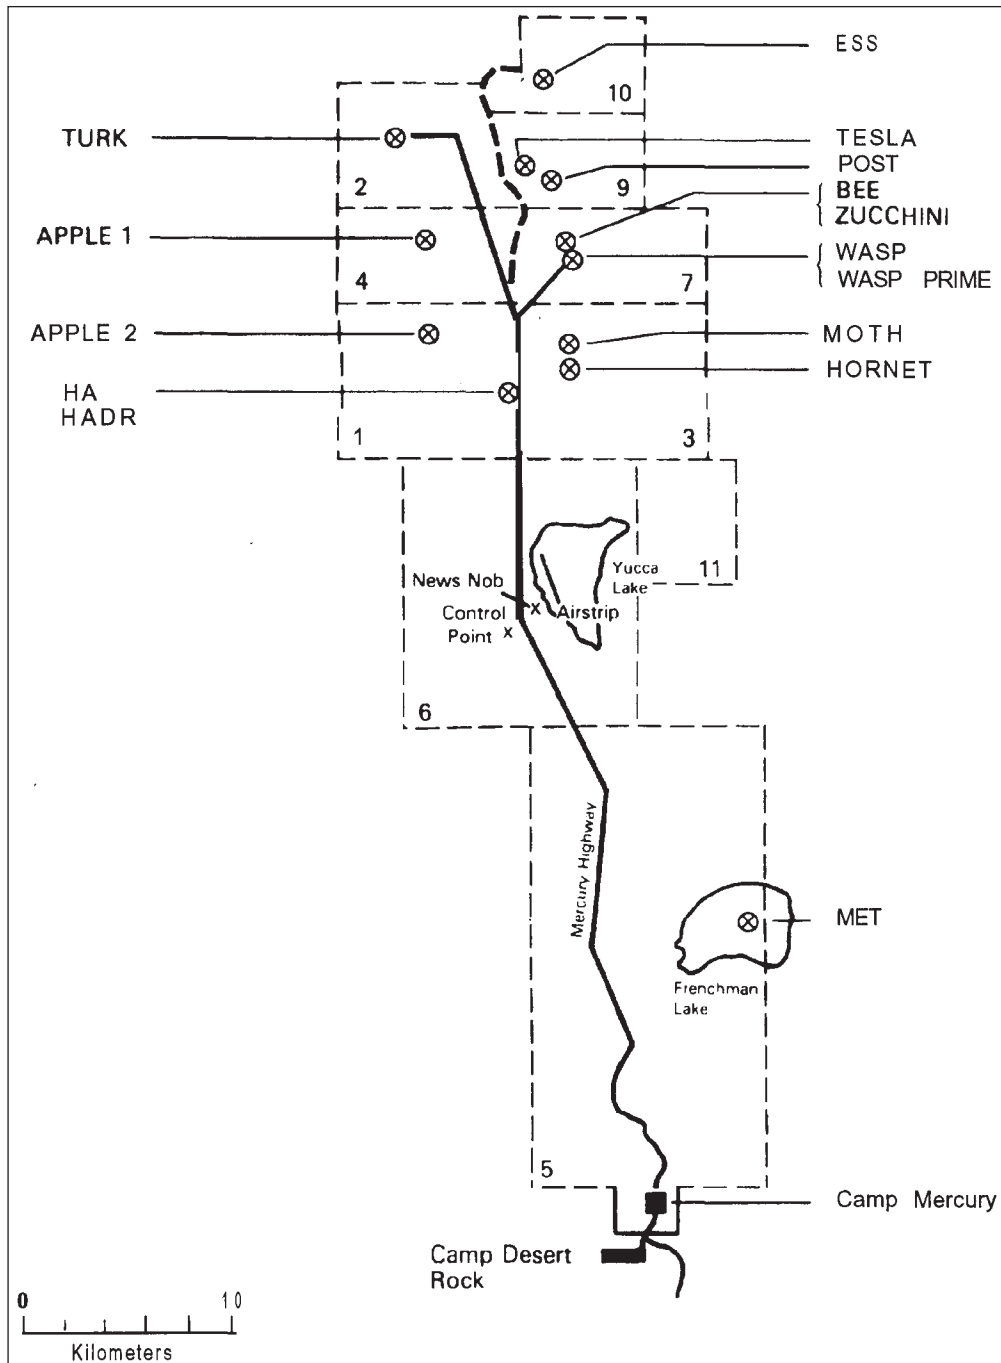 ESS
10
TURK
TESLA
POST
2
9
BEE
ZUCCHINI
APPLE 1
WASP
WASP PRIME
4
7
APPLE 2
MOTH
HORNET
HA
HADR
1
3
News Nob
Yucca
Lake
11
Control
Point
Airstrip
6
Mercury Highway
MET
Frenchman
Lake
5
Camp Mercury
Camp Desert
Rock
0 10
Kilometers